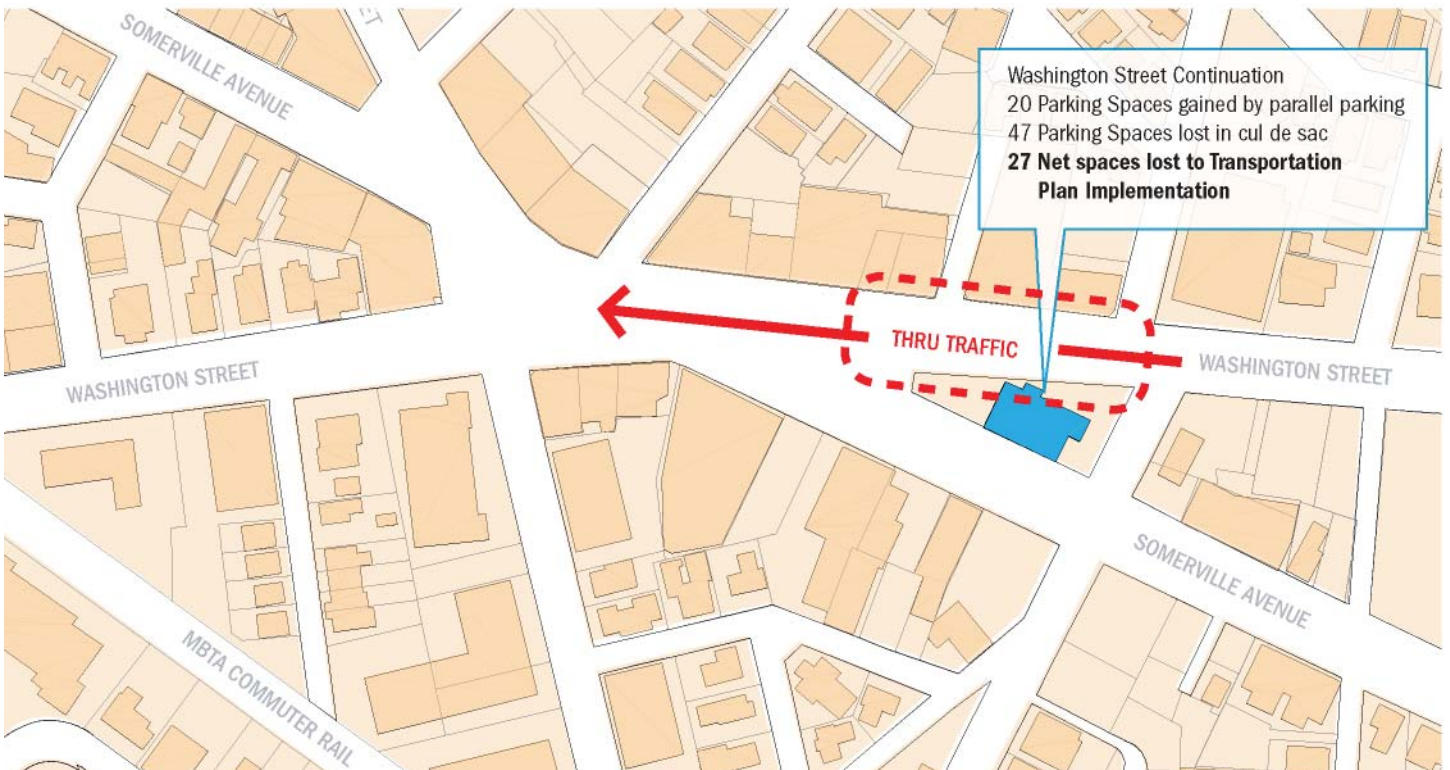 SOMERVILLE AVENUE
Washington Street Continuation
20 Parking Spaces gained by parallel parking
47 Parking Spaces lost in cul de sac
27 Net spaces lost to Transportation
Plan Implementation
THRU TRAFFIC
WASHINGTON STREET
WASHINGTON STREET
SOMERVILLE AVENUE
MBTA COMMUTER RAIL